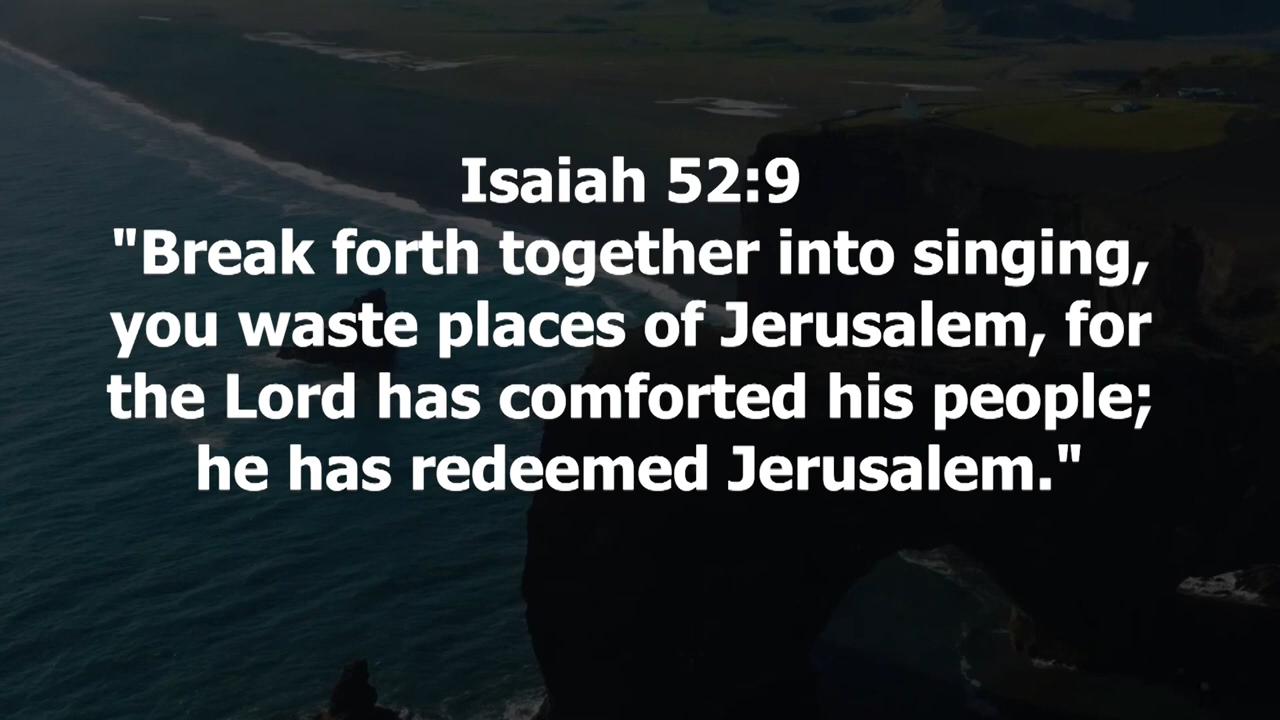 Isaiah 52:9
"Break forth together into singing,
you waste places of Jerusalem, for
the Lord has comforted his people;
he has redeemed Jerusalem."